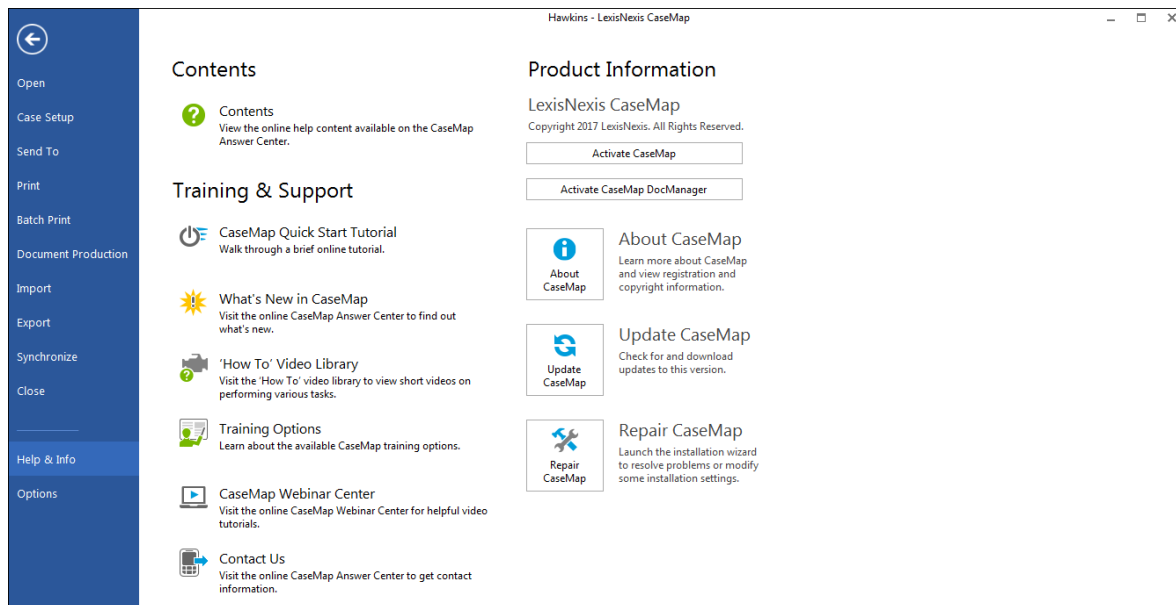 Hawkins - LexisNexis CaseMap
Open
Case Setup
Send To
Print
Batch Print
Document Production
Import
Export
Synchronize
Close
Help & Info
Options
Contents
Contents
View the online help content available on the CaseMap
Answer Center.
Training & Support
CaseMap Quick Start Tutorial
Walk through a brief online tutorial.
What's New in CaseMap
Visit the online CaseMap Answer Center to find out
what's new.
'How To' Video Library
Visit the 'How To' video library to view short videos on
performing various tasks.
Training Options
Learn about the available CaseMap training options.
CaseMap Webinar Center
Visit the online CaseMap Webinar Center for helpful video
tutorials.
Contact Us
Visit the online CaseMap Answer Center to get contact
information.
Product Information
LexisNexis CaseMap
Copyright 2017 LexisNexis. All Rights Reserved.
Activate CaseMap
Activate CaseMap DocManager
About
CaseMap
About CaseMap
Learn more about CaseMap
and view registration and
copyright information.
Update
CaseMap
Update CaseMap
Check for and download
updates to this version.
Repair
CaseMap
Repair CaseMap
Launch the installation wizard
to resolve problems or modify
some installation settings.